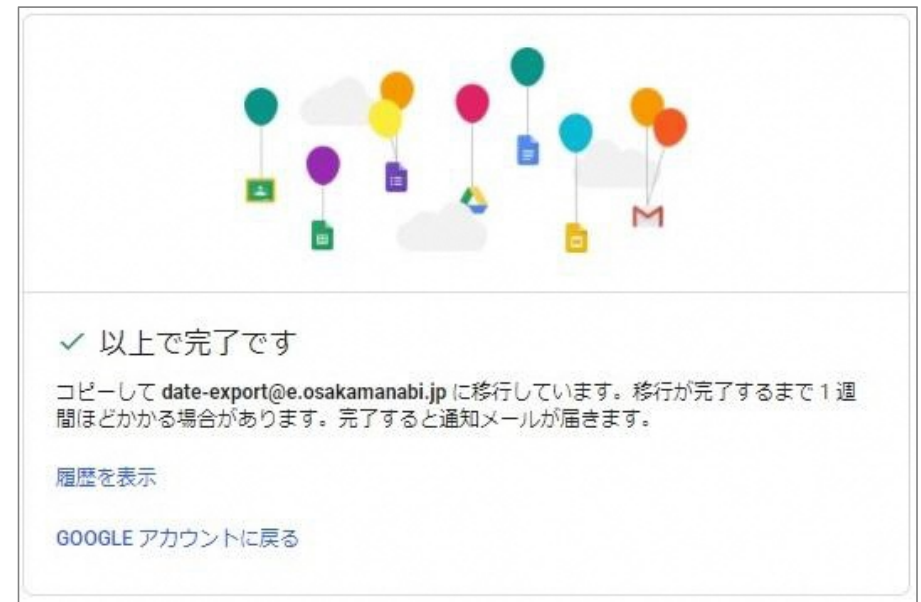 以上で完了です
コピーして date-export@e.osakamanabi.jp に移行しています。移行が完了するまで 1 週
間ほどかかる場合があります。完了すると通知メールが届きます。
履歴を表示
GOOGLE アカウントに戻る